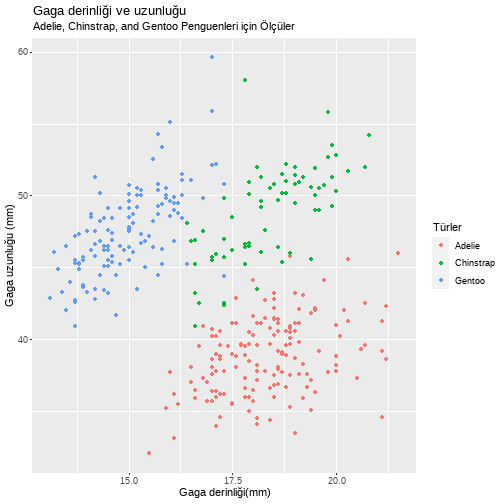 Gaga derinliği ve uzunluğu
Adelie, Chinstrap, and Gentoo Penguenleri için Ölçüler
60
50
40
Gaga uzunluğu (mm)
15.0
17.5
20.0
Gaga derinliği(mm)
Türler
Adelie
Chinstrap
Gentoo